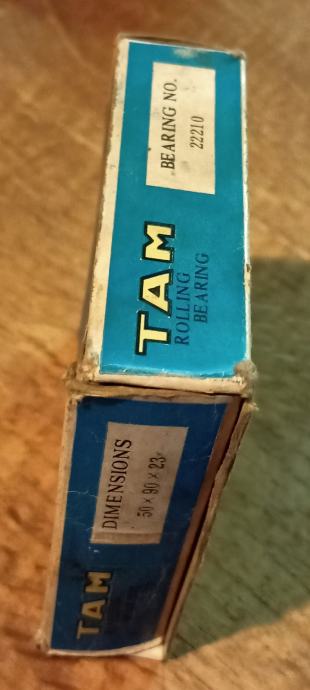 BEARING NO.
22210
TAM
ROLLING
BEARING
DIMENSIONS
50 × 90 × 23
TAM